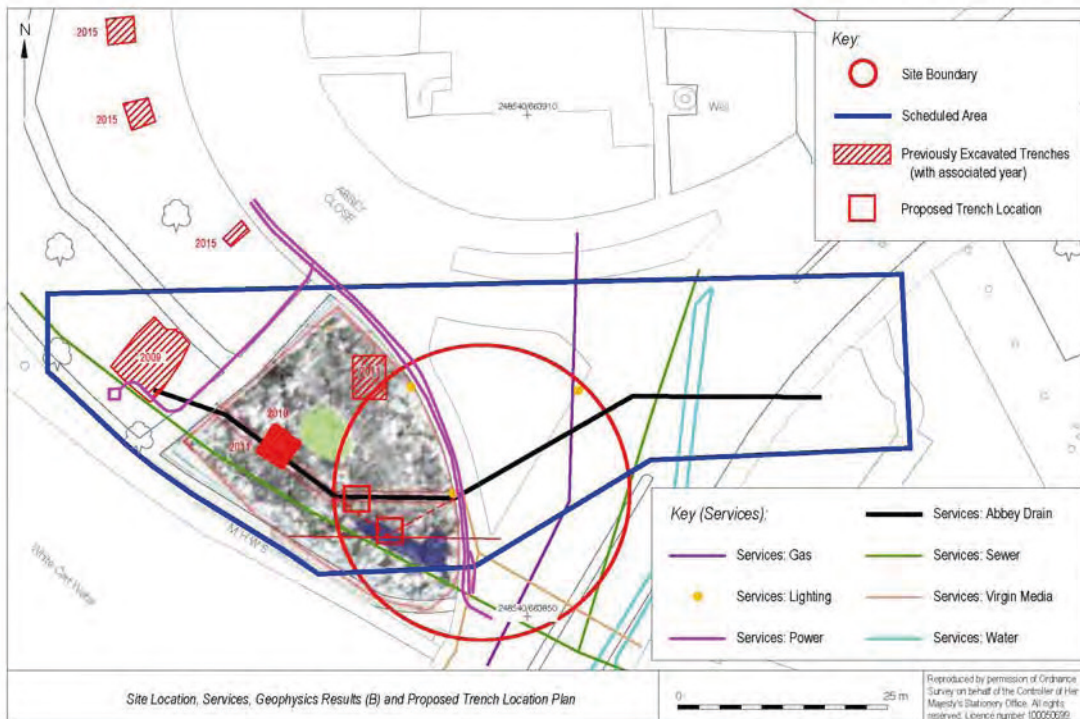 N
2015
2015
2015
ABBEY
CLOSE
248540/663910
Well
2009
2011
2010
2011
M H W S
White Cart Water
248540/663850
Key:
Site Boundary
Scheduled Area
Previously Excavated Trenches
(with associated year)
Proposed Trench Location
Key (Services):
Services: Abbey Drain
Services: Gas
Services: Sewer
Services: Lighting
Services: Virgin Media
Services: Power
Services: Water
Site Location, Services, Geophysics Results (B) and Proposed Trench Location Plan
0
25 m
Reproduced by permission of Ordnance
Survey on behalf of the Controller of Her
Majesty's Stationery Office. All rights
reserved. Licence number 100050699